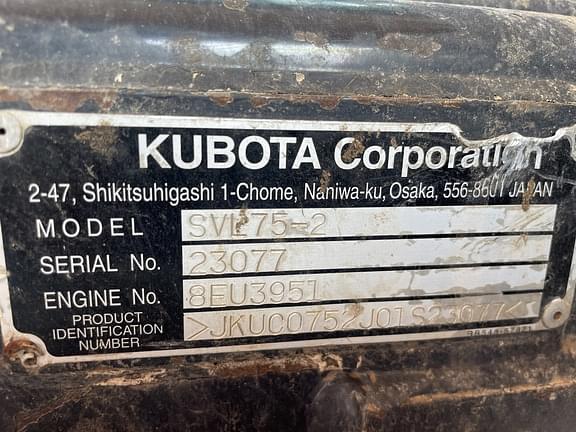 KUBOTA Corporation
2-47, Shikitsuhigashi 1-Chome, Naniwa-ku, Osaka, 556-8601 JAPAN
MODEL SVL75-2
SERIAL No. 23077
ENGINE No. 8EU3951
PRODUCT
IDENTIFICATION
NUMBER >JKUC0752J01S23077<